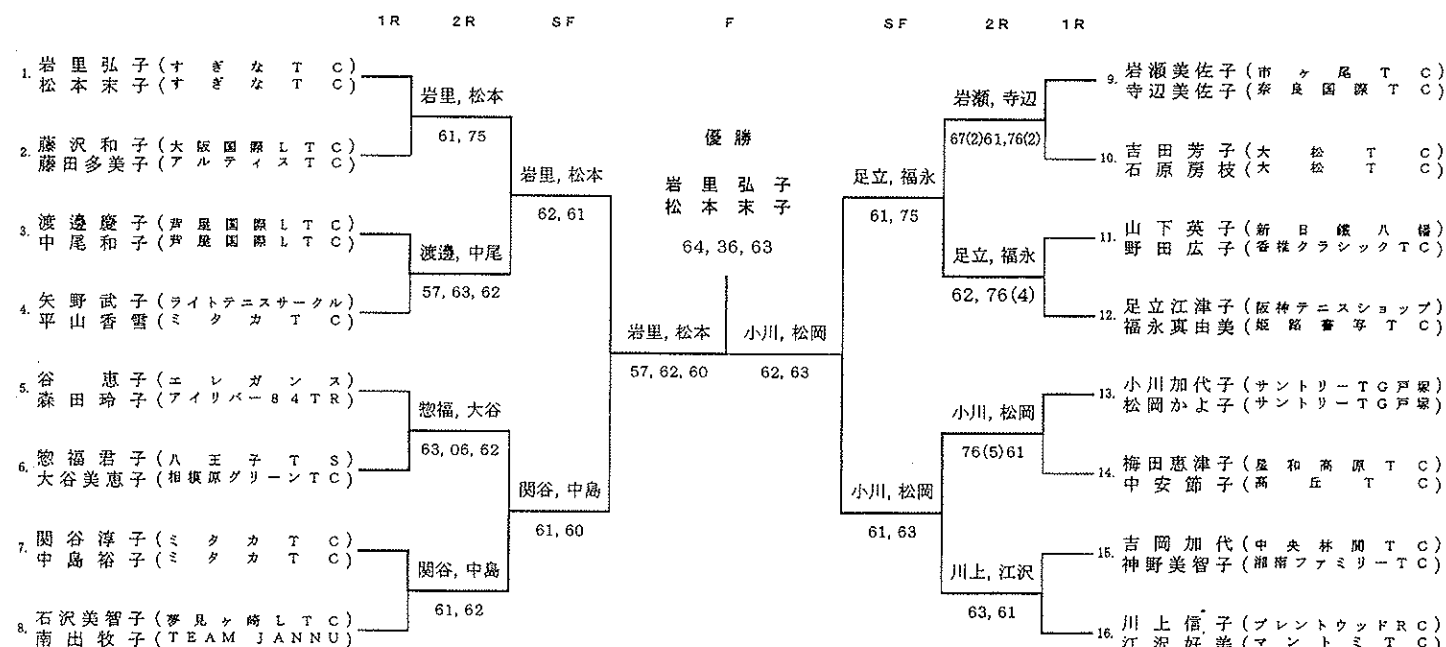 1R 2R SF F SF 2R 1R
1. 岩里弘子(すぎなTC)
松本末子(すぎなTC)
2. 藤沢和子(大阪国際LTC)
藤田多美子(アルティスTC)
3. 渡邊慶子(芦屋国際LTC)
中尾和子(芦屋国際LTC)
4. 矢野武子(ライトテニスサークル)
平山香雪(ミタカTC)
5. 谷恵子(エレガンス)
森田玲子(アイリバー84TR)
6. 惣福君子(八王子TS)
大谷美恵子(相模原グリーンTC)
7. 関谷淳子(ミタカTC)
中島裕子(ミタカTC)
8. 石沢美智子(夢見ヶ崎LTC)
南出牧子(TEAM JANNU)
岩里, 松本
61, 75
渡邊, 中尾
57, 63, 62
惣福, 大谷
63, 06, 62
関谷, 中島
61, 62
岩里, 松本
62, 61
関谷, 中島
61, 60
岩里, 松本
57, 62, 60
優勝
岩里弘子
松本末子
64, 36, 63
小川, 松岡
62, 63
足立, 福永
61, 75
小川, 松岡
61, 63
岩瀬, 寺辺
67(2)61, 76(2)
足立, 福永
62, 76(4)
小川, 松岡
76(5)61
川上, 江沢
63, 61
9. 岩瀬美佐子(市ヶ尾TC)
寺辺美佐子(奈良国際TC)
10. 吉田芳子(大松TC)
石原房枝(大松TC)
11. 山下英子(新日鐵八幡)
野田広子(香椎クラシックTC)
12. 足立江津子(阪神テニスショップ)
福永真由美(姫路書写TC)
13. 小川加代子(サントリーTG戸塚)
松岡かよ子(サントリーTG戸塚)
14. 梅田恵津子(星和高原TC)
中安節子(高丘TC)
15. 吉岡加代(中央林間TC)
神野美智子(湘南ファミリーTC)
16. 川上信子(ブレントウッドRC)
江沢好美(マントミTC)